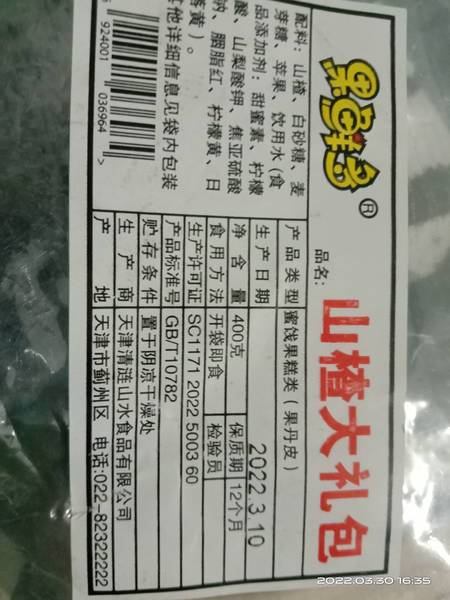 果鲜多®
品名:
山楂大礼包
配料：山楂、白砂糖、麦
芽糖、苹果、饮用水（食
品添加剂：甜蜜素、柠檬
酸、山梨酸钾、焦亚硫酸
钠、胭脂红、柠檬黄、日
落黄）。
其他详细信息见袋内包装
924001 036964 >
产品类型 蜜饯果糕类（果丹皮）
生产日期 2022.3.10
净含量 400克 保质期 12个月
食用方法 开袋即食 检验员
生产许可证 SC1171 2022 5003 60
产品标准号 GB/T10782
贮存条件 置于阴凉干燥处
生产商 天津清涟山水食品有限公司
产地 天津市蓟州区 电话:022-82322222
2022.03.30 16:35